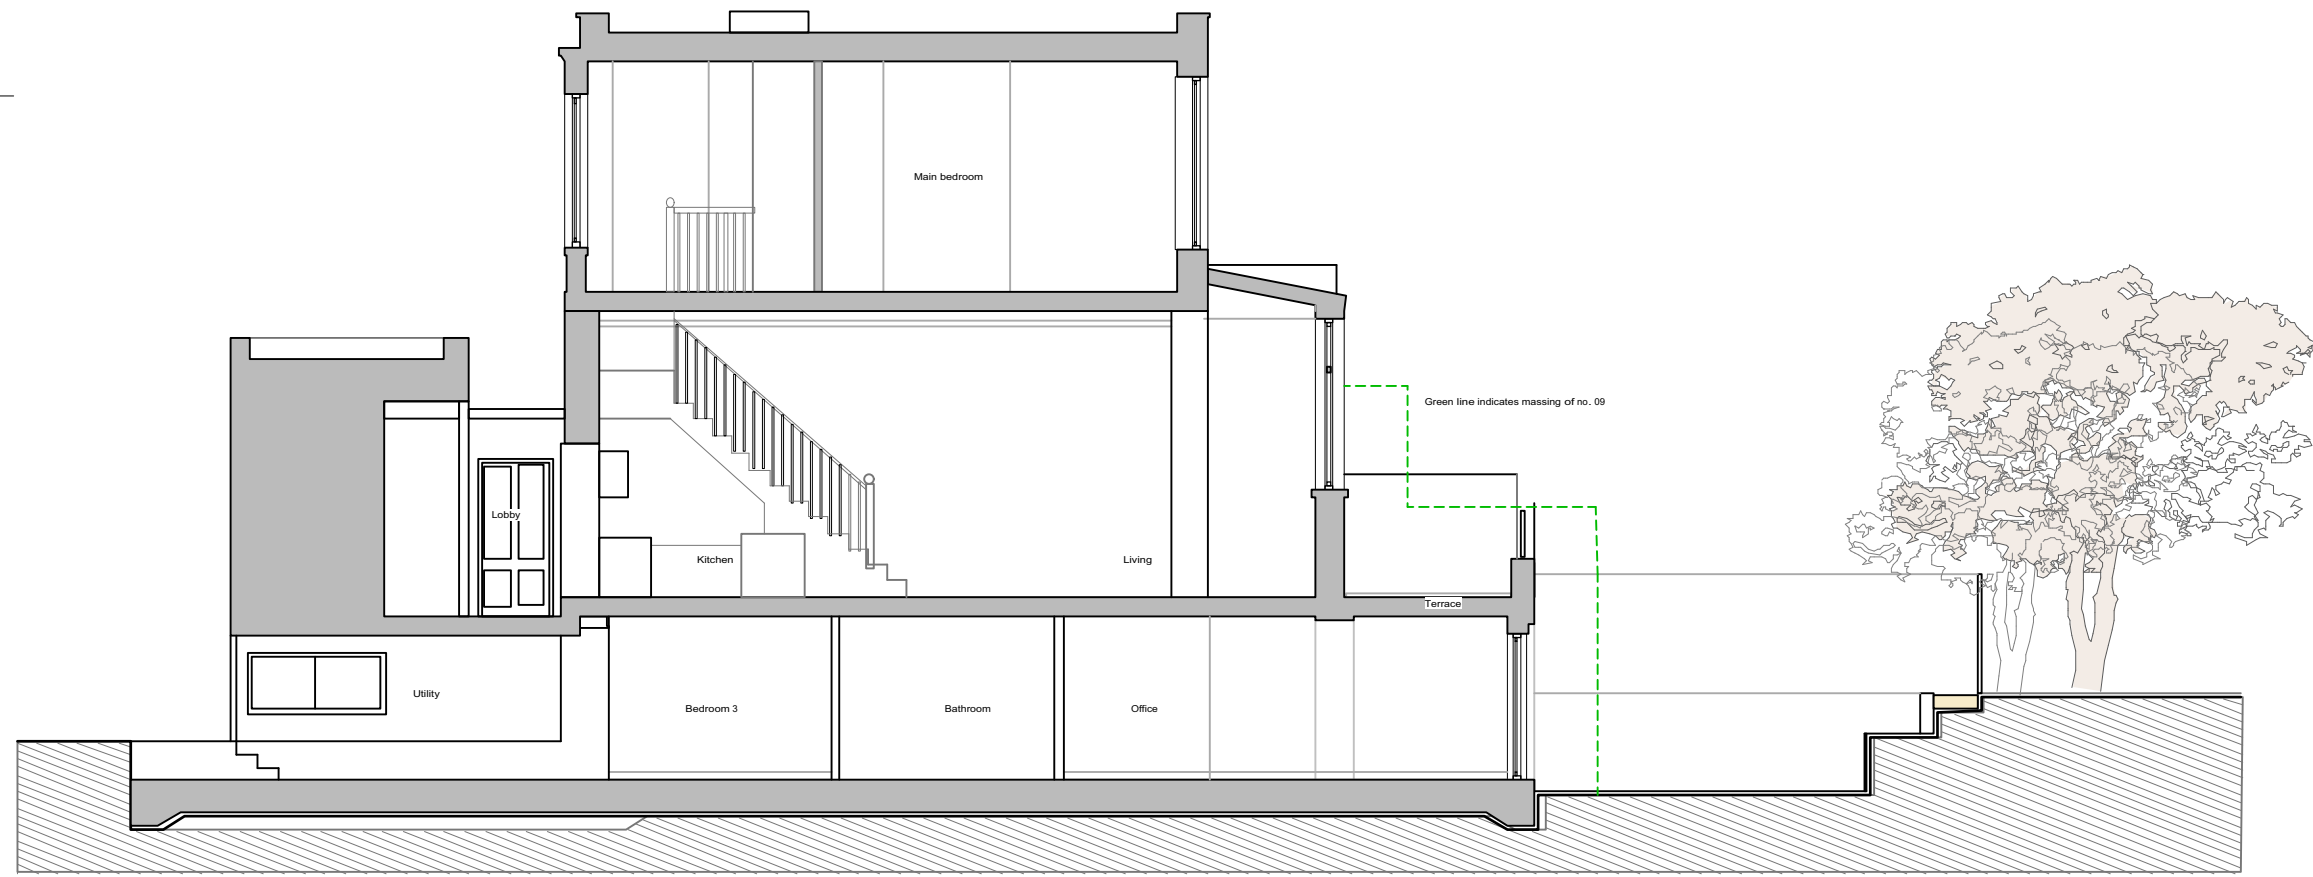 Main bedroom
Green line indicates massing of no. 09
Lobby
Kitchen
Living
Terrace
Utility
Bedroom 3
Bathroom
Office